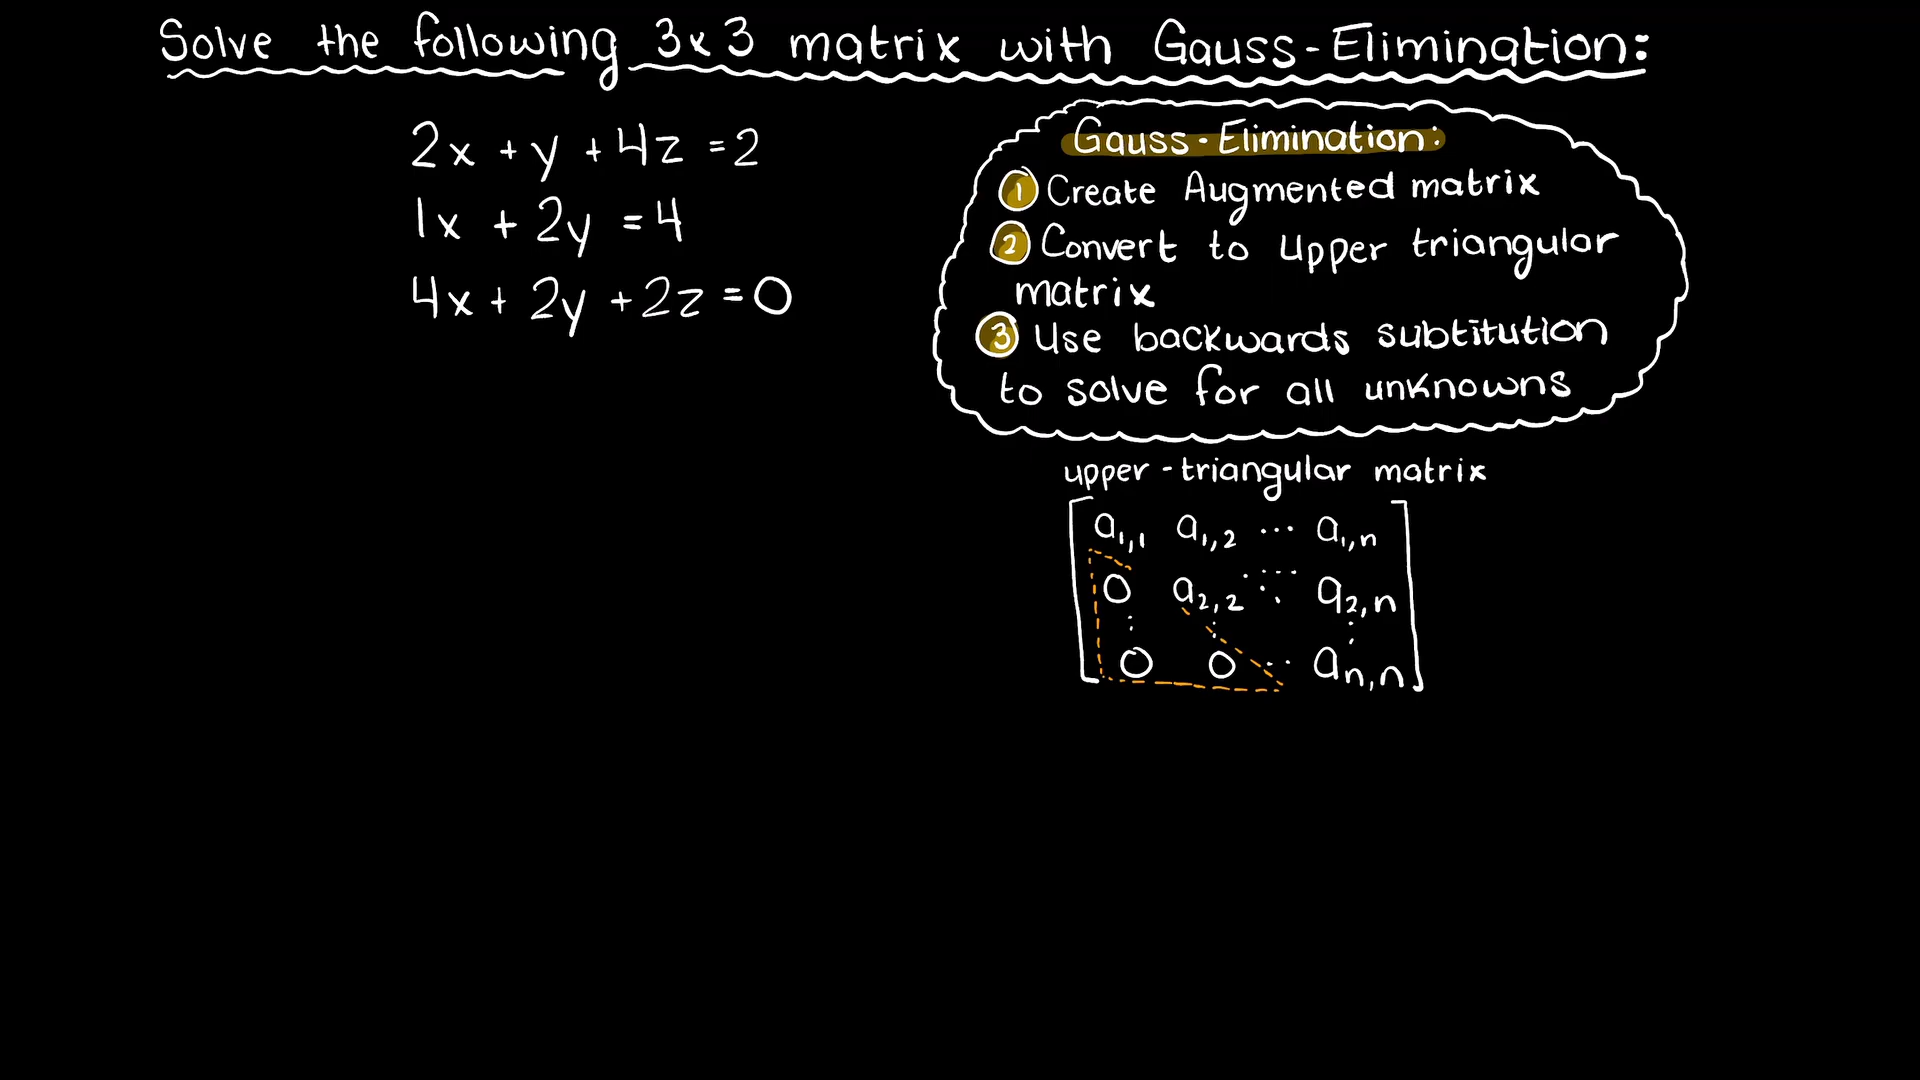 Solve the following 3x3 matrix with Gauss-Elimination:
2x + y + 4z = 2
1x + 2y = 4
4x + 2y + 2z = 0
Gauss-Elimination:
1 Create Augmented matrix
2 Convert to Upper triangular
matrix
3 Use backwards subtitution
to solve for all unknowns
upper-triangular matrix
a1,1 a1,2 ... a1,n
0 a2,2 ⋱ ... a2,n
⋮ ⋮ ⋮
0 0 ... an,n